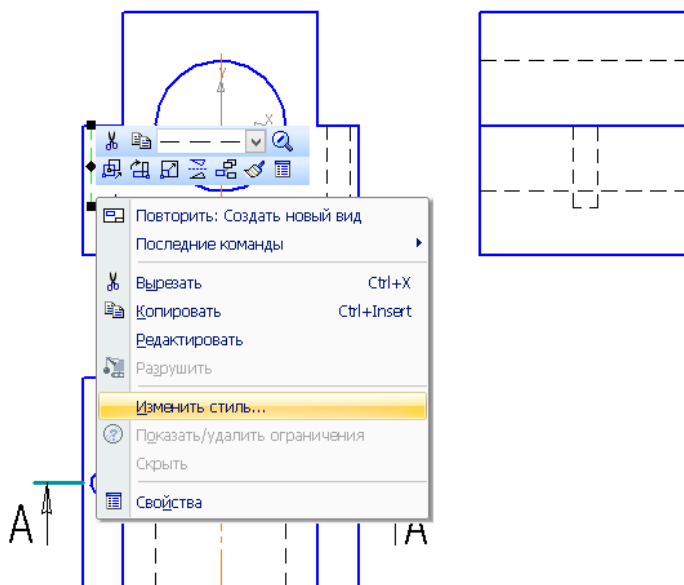 Y
X
Повторить: Создать новый вид
Последние команды
Вырезать Ctrl+X
Копировать Ctrl+Insert
Редактировать
Разрушить
Изменить стиль...
Показать/удалить ограничения
Скрыть
Свойства
А А